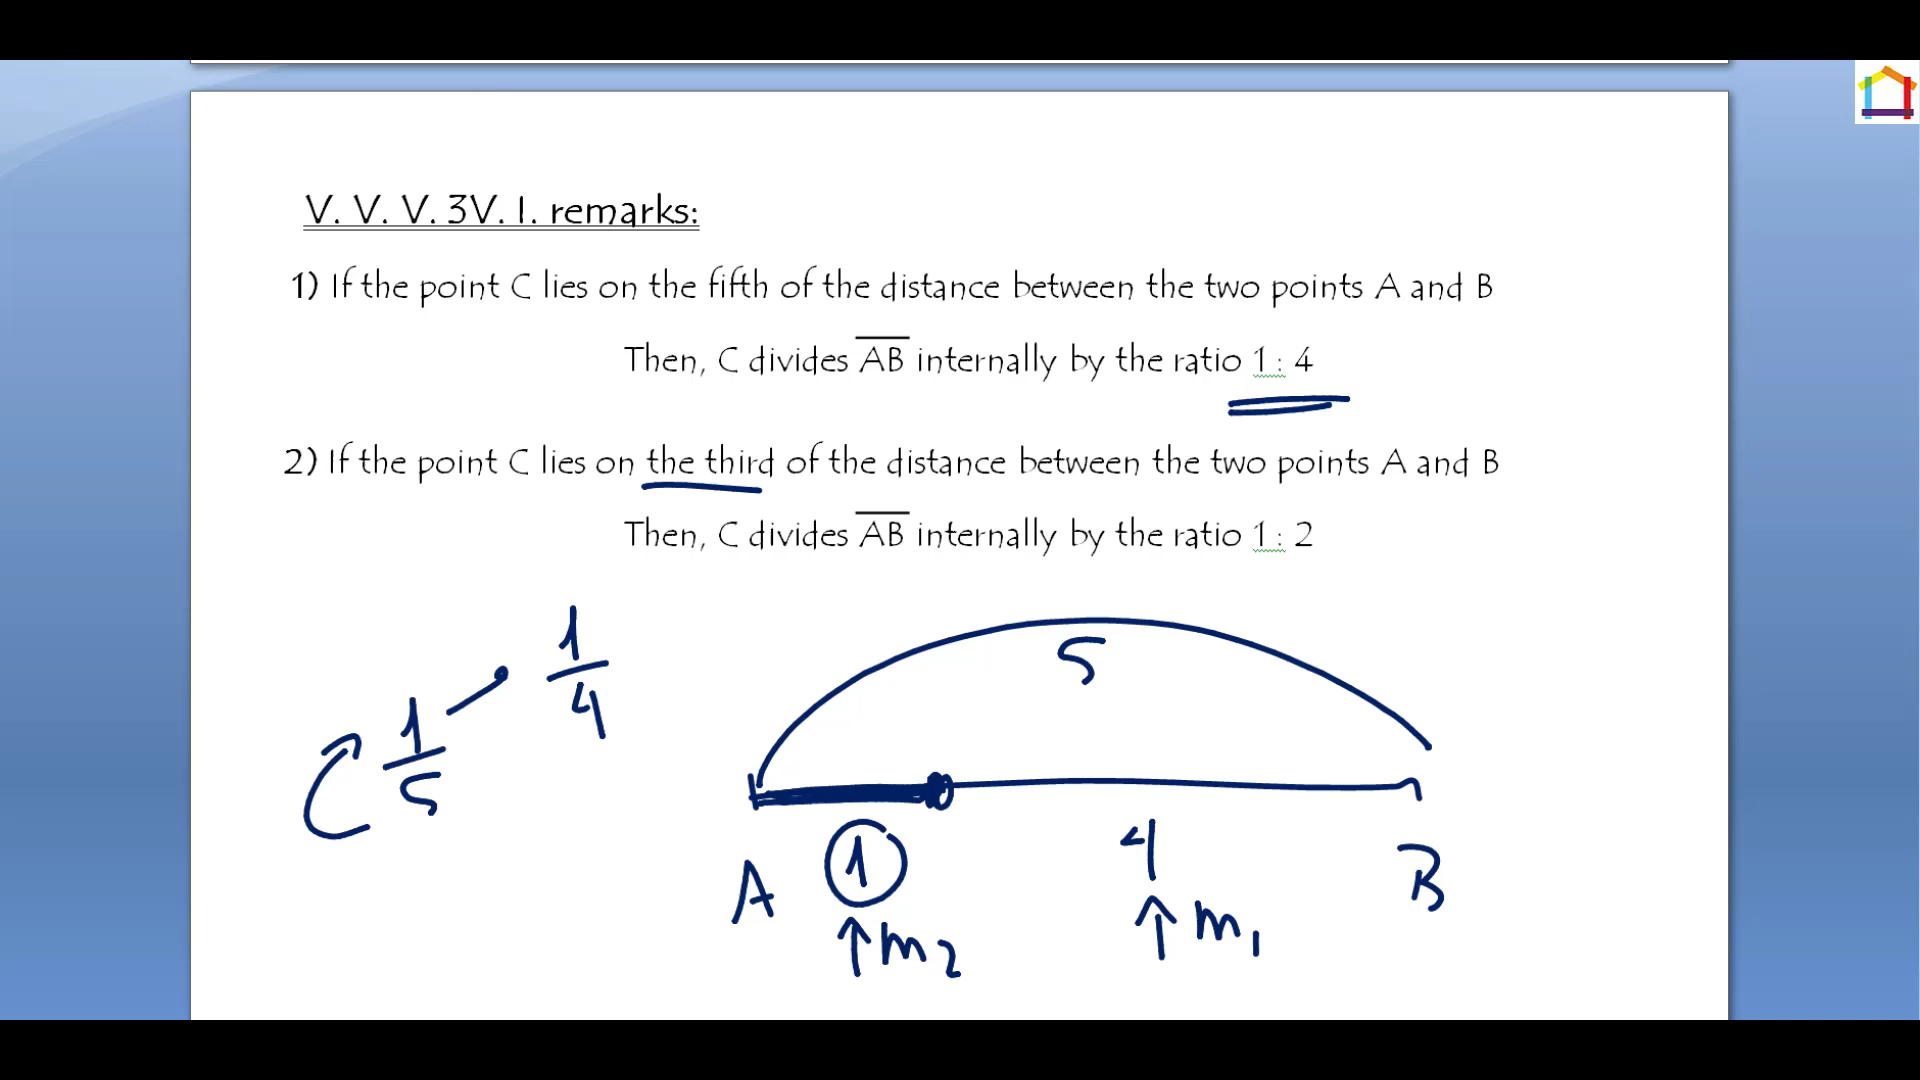 V. V. V. 3V. I. remarks:
1) If the point C lies on the fifth of the distance between the two points A and B
Then, C divides AB internally by the ratio 1 : 4
2) If the point C lies on the third of the distance between the two points A and B
Then, C divides AB internally by the ratio 1 : 2
1/5
1/4
5
1
4
A
B
m2
m1